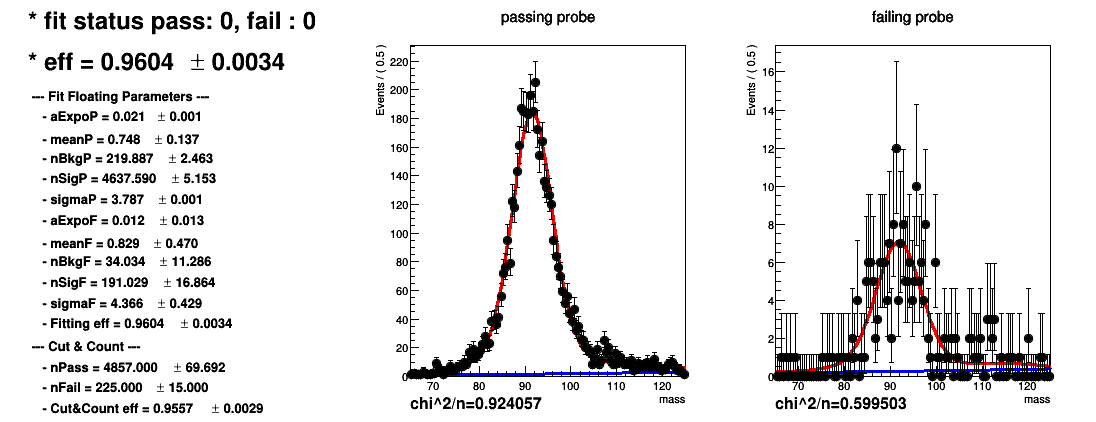 * fit status pass: 0, fail : 0
* eff = 0.9604 ± 0.0034
--- Fit Floating Parameters ---
- aExpoP = 0.021 ± 0.001
- meanP = 0.748 ± 0.137
- nBkgP = 219.887 ± 2.463
- nSigP = 4637.590 ± 5.153
- sigmaP = 3.787 ± 0.001
- aExpoF = 0.012 ± 0.013
- meanF = 0.829 ± 0.470
- nBkgF = 34.034 ± 11.286
- nSigF = 191.029 ± 16.864
- sigmaF = 4.366 ± 0.429
- Fitting eff = 0.9604 ± 0.0034
--- Cut & Count ---
- nPass = 4857.000 ± 69.692
- nFail = 225.000 ± 15.000
- Cut&Count eff = 0.9557 ± 0.0029
passing probe
Events / ( 0.5 )
220
200
180
160
140
120
100
80
60
40
20
0
70 80 90 100 110 120
mass
chi^2/n=0.924057
failing probe
Events / ( 0.5 )
16
14
12
10
8
6
4
2
0
70 80 90 100 110 120
mass
chi^2/n=0.599503